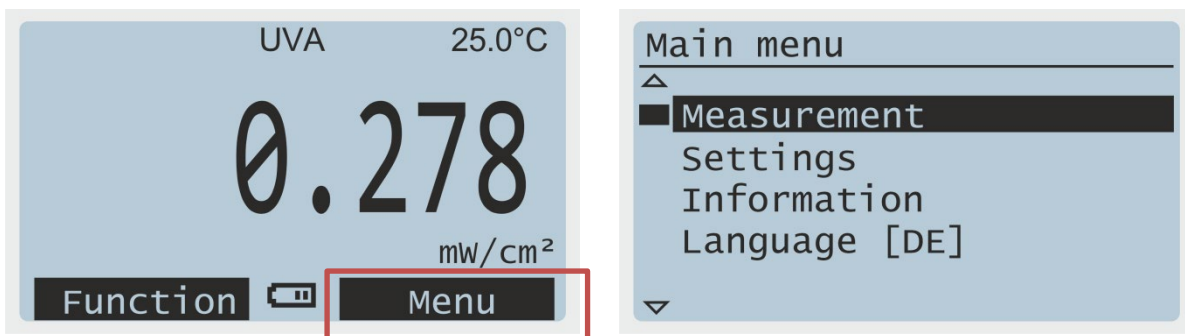 UVA 25.0°C
0.278
mW/cm²
Function Menu
Main menu
Measurement
Settings
Information
Language [DE]